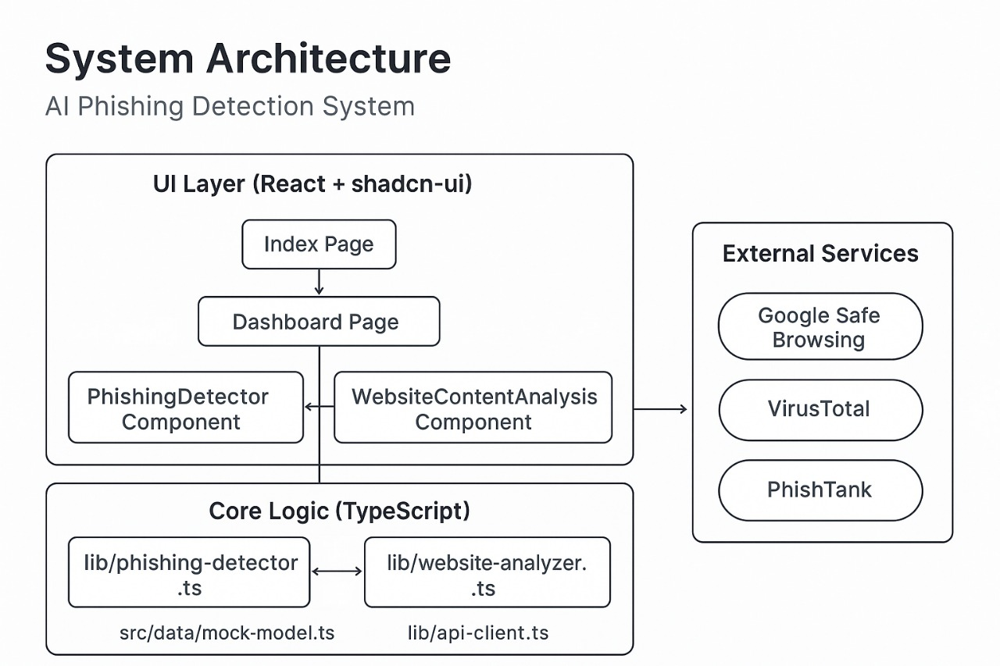 System Architecture
AI Phishing Detection System
UI Layer (React + shadcn-ui)
Index Page
Dashboard Page
PhishingDetector
Component
WebsiteContentAnalysis
Component
Core Logic (TypeScript)
lib/phishing-detector
.ts
lib/website-analyzer.
.ts
src/data/mock-model.ts
lib/api-client.ts
External Services
Google Safe
Browsing
VirusTotal
PhishTank